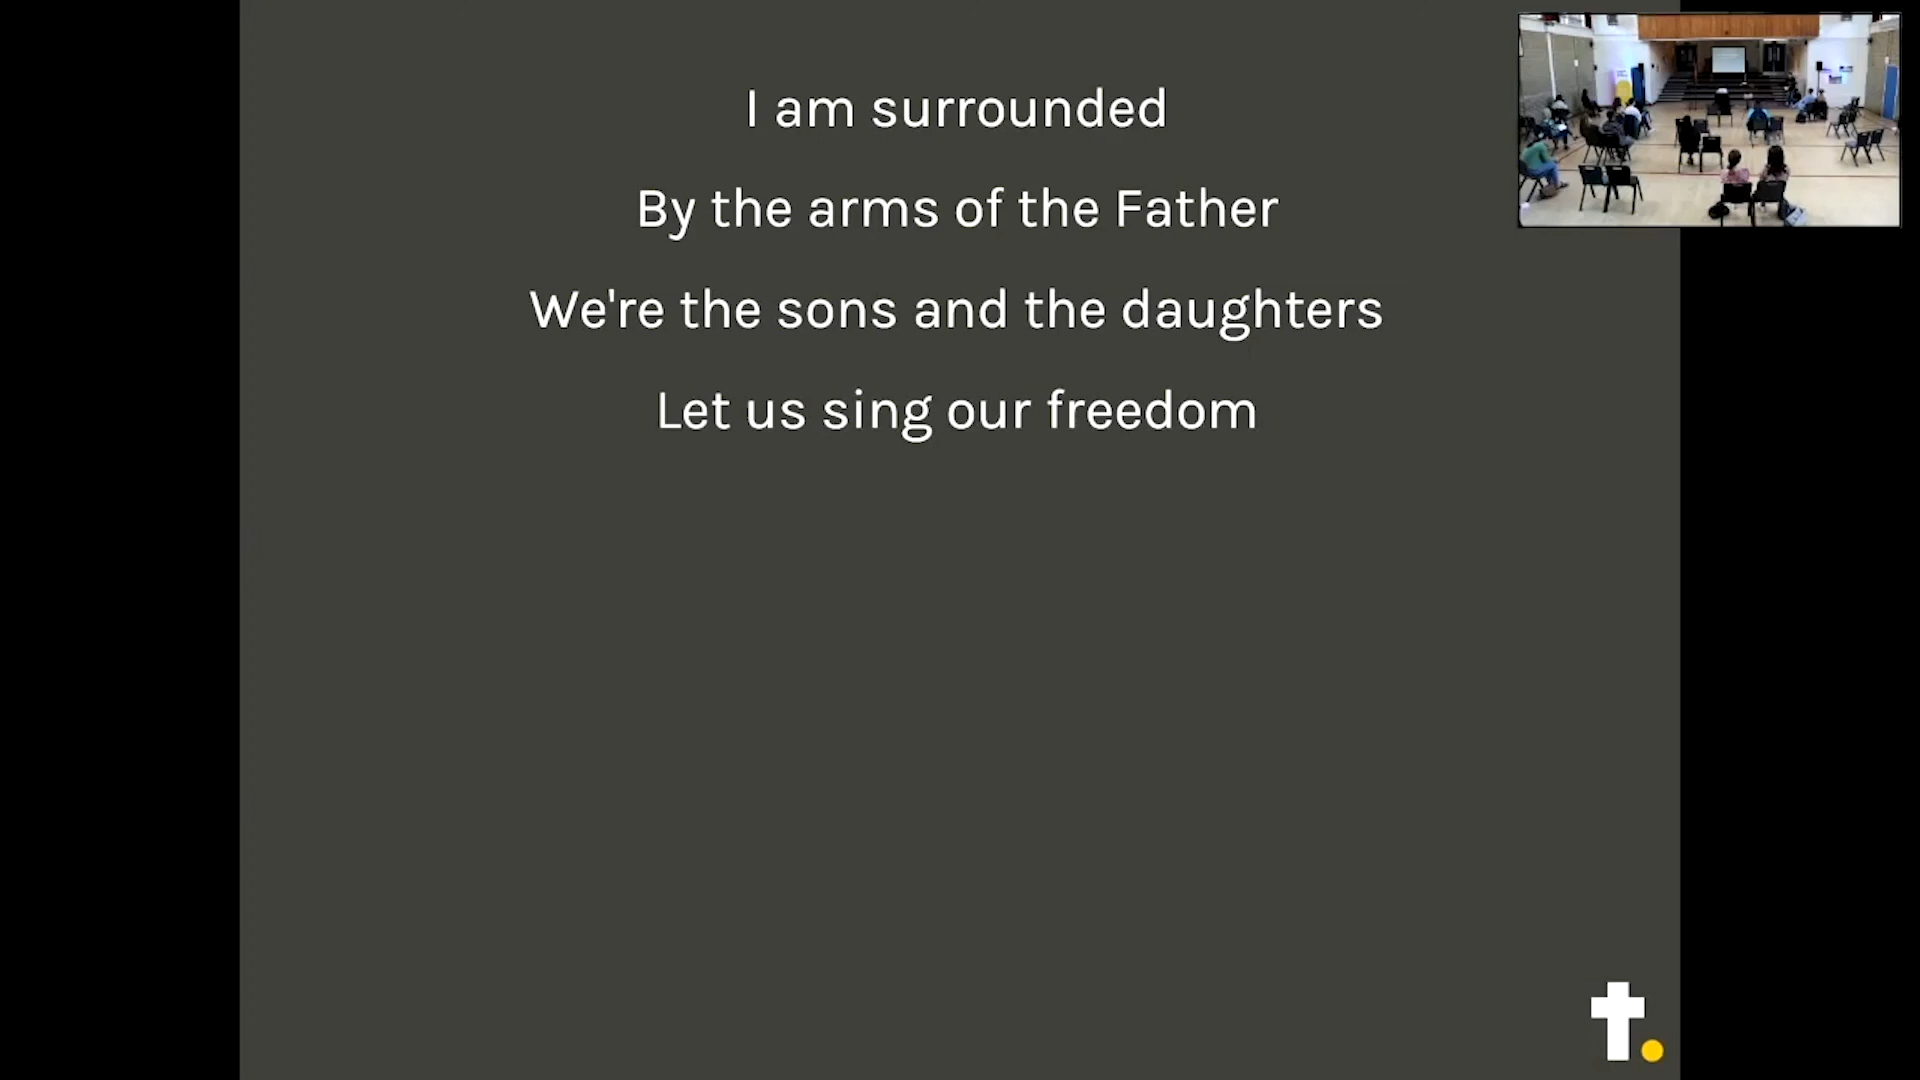 I am surrounded
By the arms of the Father
We're the sons and the daughters
Let us sing our freedom